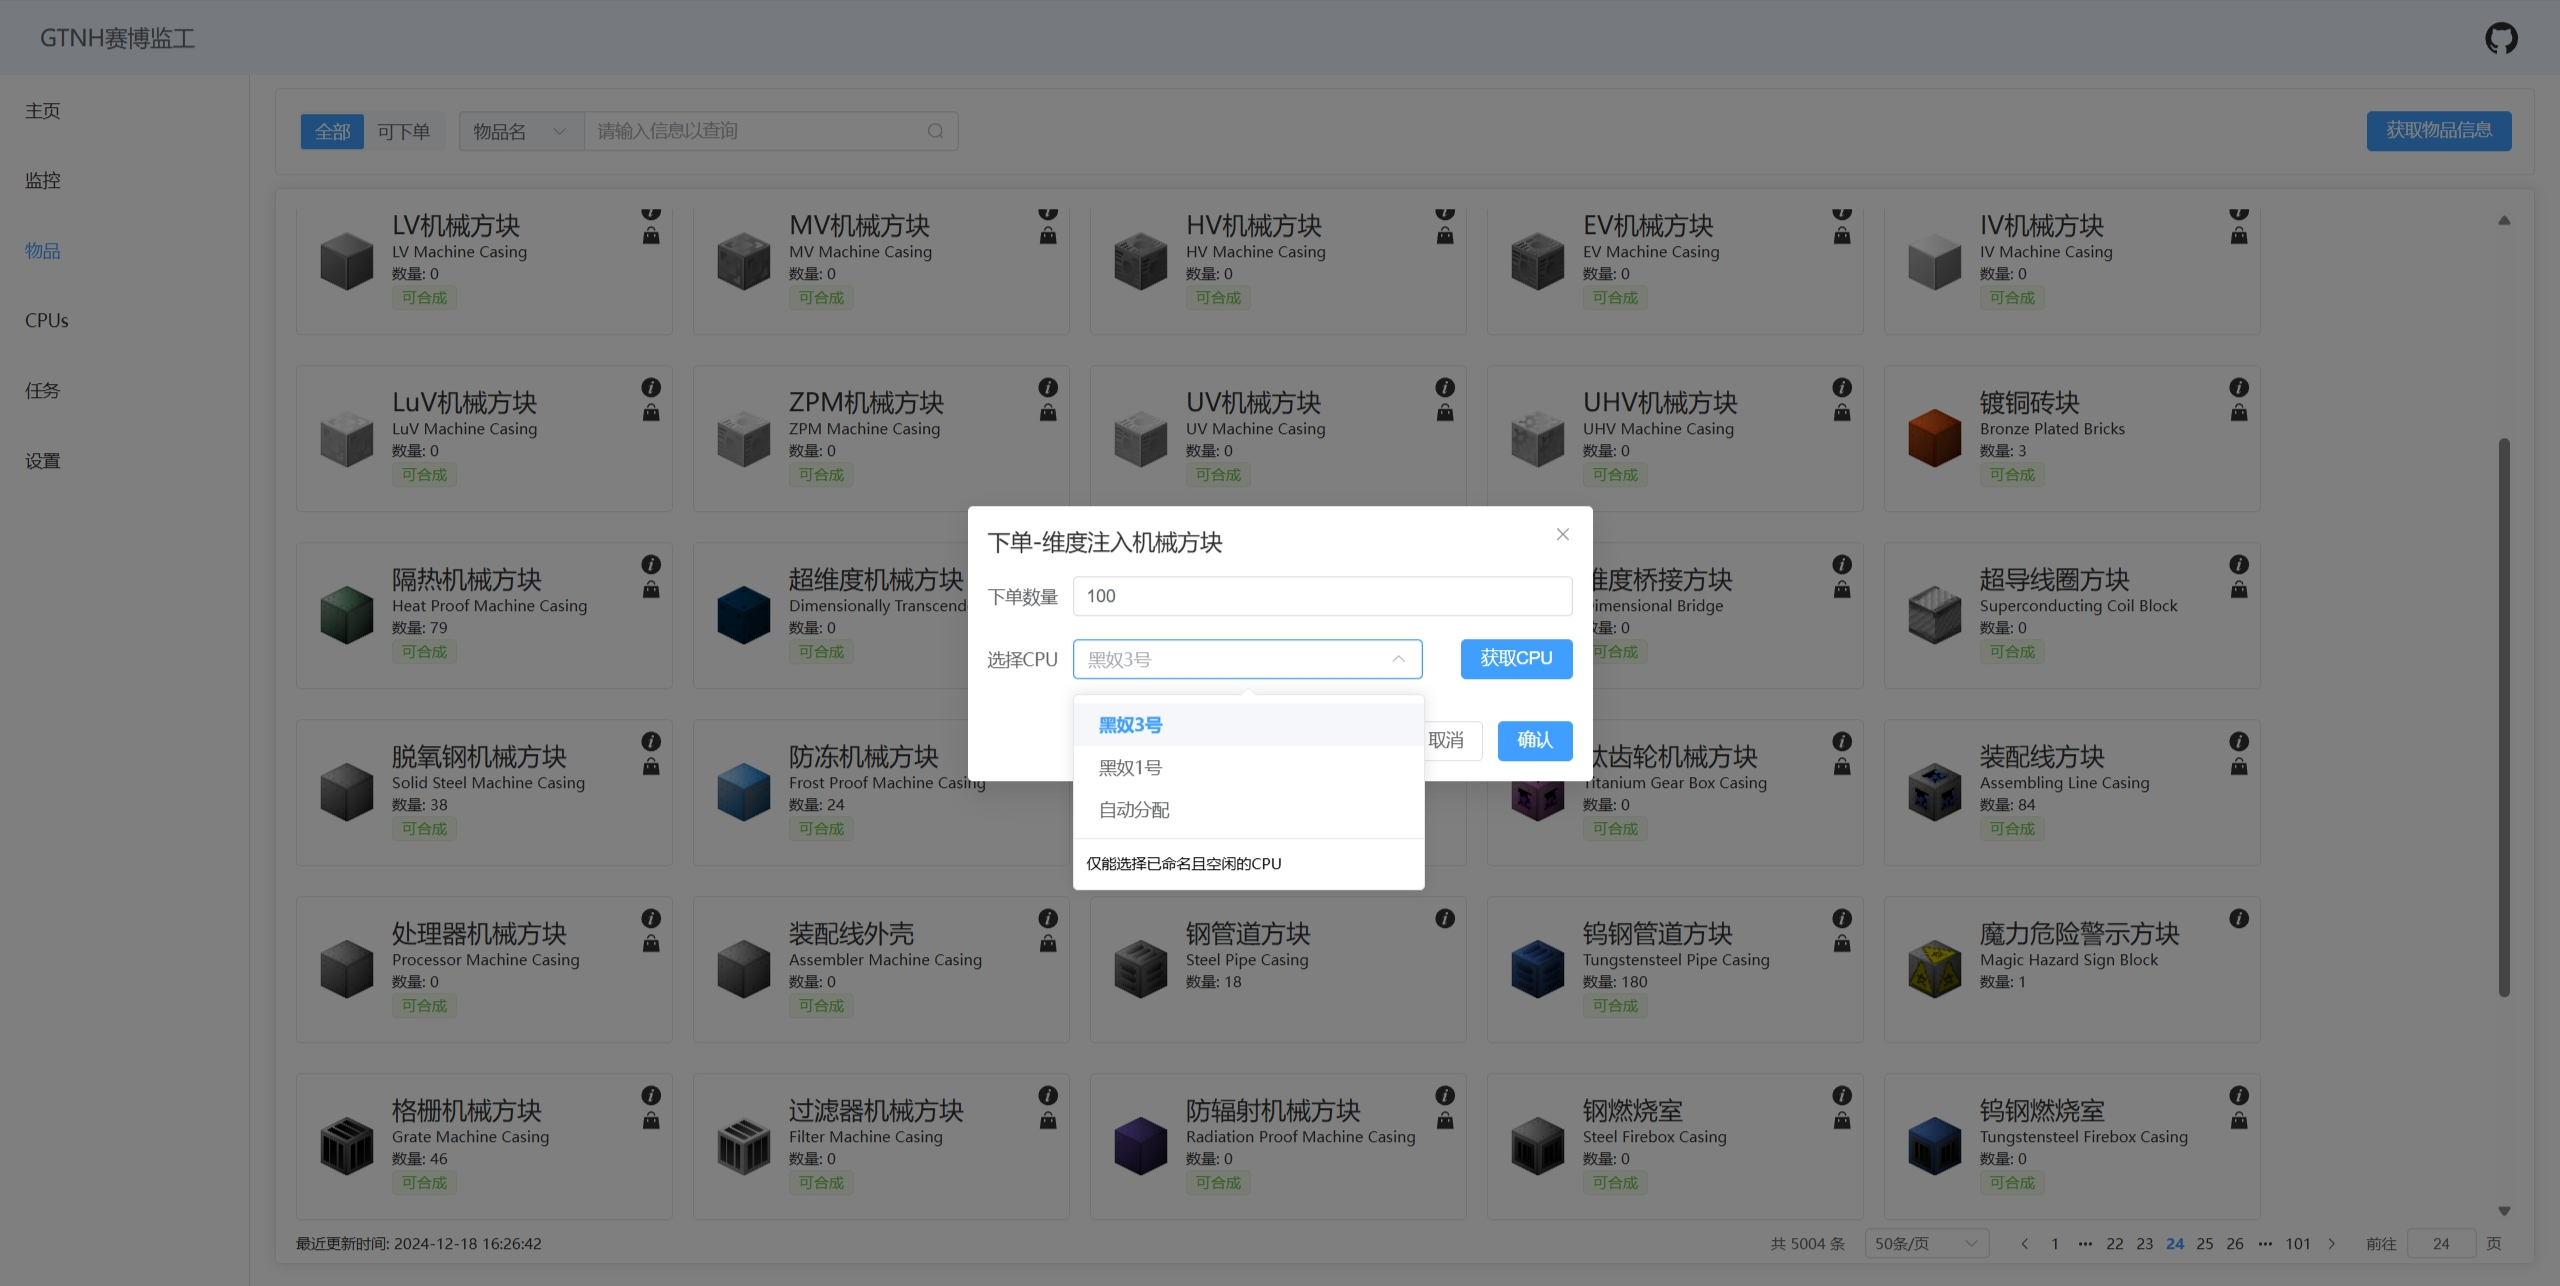 GTNH赛博监工
主页
监控
物品
CPUs
任务
设置
全部
可下单
物品名
请输入信息以查询
获取物品信息
LV机械方块
LV Machine Casing
数量: 0
可合成
MV机械方块
MV Machine Casing
数量: 0
可合成
HV机械方块
HV Machine Casing
数量: 0
可合成
EV机械方块
EV Machine Casing
数量: 0
可合成
IV机械方块
IV Machine Casing
数量: 0
可合成
LuV机械方块
LuV Machine Casing
数量: 0
可合成
ZPM机械方块
ZPM Machine Casing
数量: 0
可合成
UV机械方块
UV Machine Casing
数量: 0
可合成
UHV机械方块
UHV Machine Casing
数量: 0
可合成
镀铜砖块
Bronze Plated Bricks
数量: 3
可合成
隔热机械方块
Heat Proof Machine Casing
数量: 79
可合成
超维度机械方块
Dimensionally Transcend
数量: 0
可合成
维度桥接方块
imensional Bridge
数量: 0
可合成
超导线圈方块
Superconducting Coil Block
数量: 0
可合成
脱氧钢机械方块
Solid Steel Machine Casing
数量: 38
可合成
防冻机械方块
Frost Proof Machine Casing
数量: 24
可合成
钛齿轮机械方块
Titanium Gear Box Casing
数量: 0
可合成
装配线方块
Assembling Line Casing
数量: 84
可合成
处理器机械方块
Processor Machine Casing
数量: 0
可合成
装配线外壳
Assembler Machine Casing
数量: 0
可合成
钢管道方块
Steel Pipe Casing
数量: 18
钨钢管道方块
Tungstensteel Pipe Casing
数量: 180
可合成
魔力危险警示方块
Magic Hazard Sign Block
数量: 1
格栅机械方块
Grate Machine Casing
数量: 46
可合成
过滤器机械方块
Filter Machine Casing
数量: 0
可合成
防辐射机械方块
Radiation Proof Machine Casing
数量: 0
可合成
钢燃烧室
Steel Firebox Casing
数量: 0
可合成
钨钢燃烧室
Tungstensteel Firebox Casing
数量: 0
可合成
下单-维度注入机械方块
下单数量
100
选择CPU
黑奴3号
获取CPU
黑奴3号
黑奴1号
自动分配
仅能选择已命名且空闲的CPU
取消
确认
最近更新时间: 2024-12-18 16:26:42
共 5004 条
50条/页
1 ··· 22 23 24 25 26 ··· 101
前往 24 页